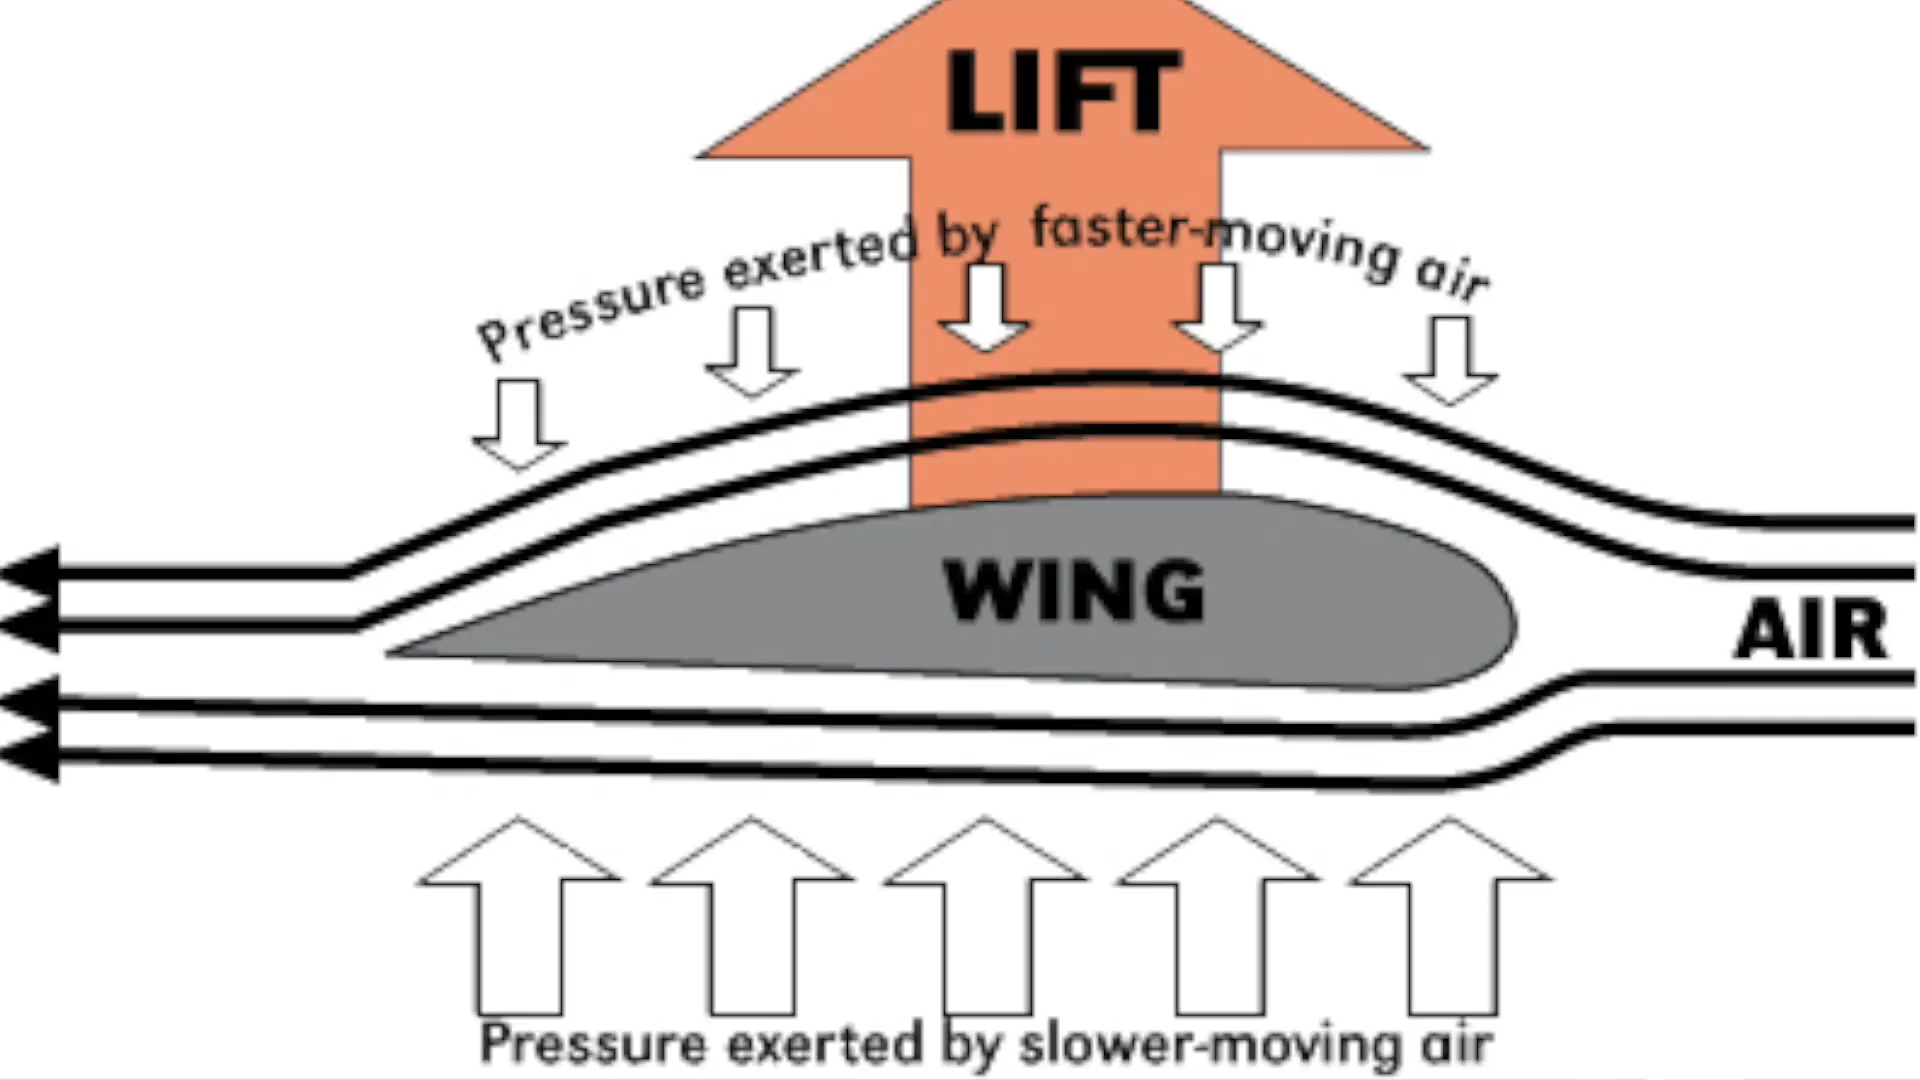 LIFT
Pressure exerted by faster-moving air
WING
AIR
Pressure exerted by slower-moving air